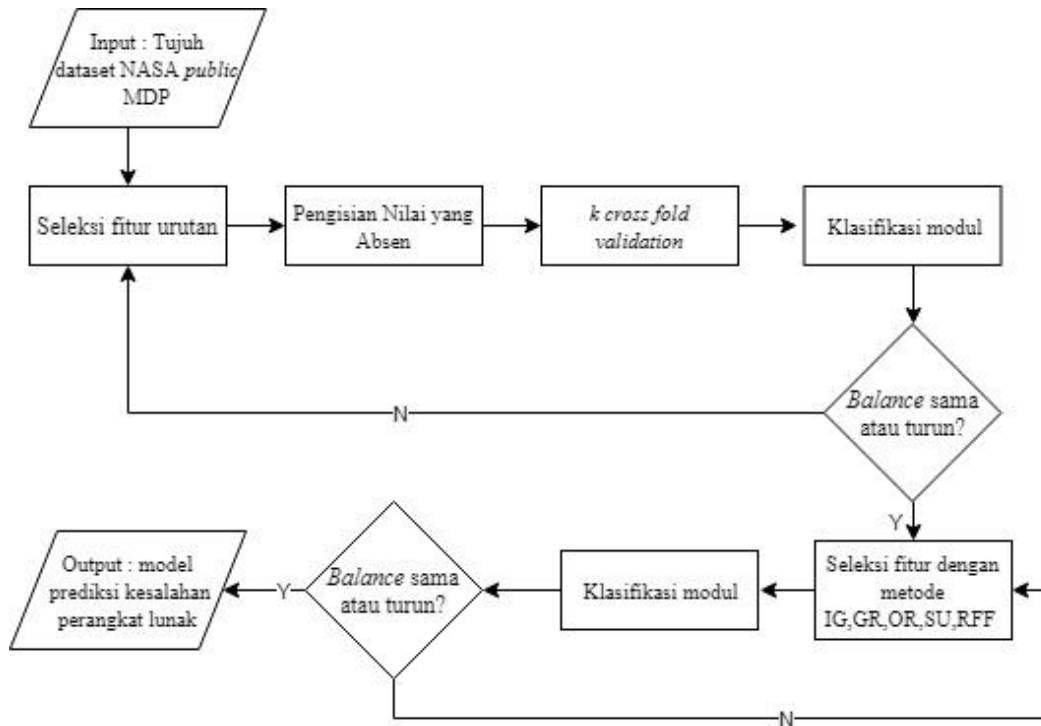 Input : Tujuh
dataset NASA public
MDP
Seleksi fitur urutan
Pengisian Nilai yang
Absen
k cross fold
validation
Klasifikasi modul
Balance sama
atau turun?
N
Y
Seleksi fitur dengan
metode
IG,GR,OR,SU,RFF
Klasifikasi modul
Balance sama
atau turun?
Y
Output : model
prediksi kesalahan
perangkat lunak
N